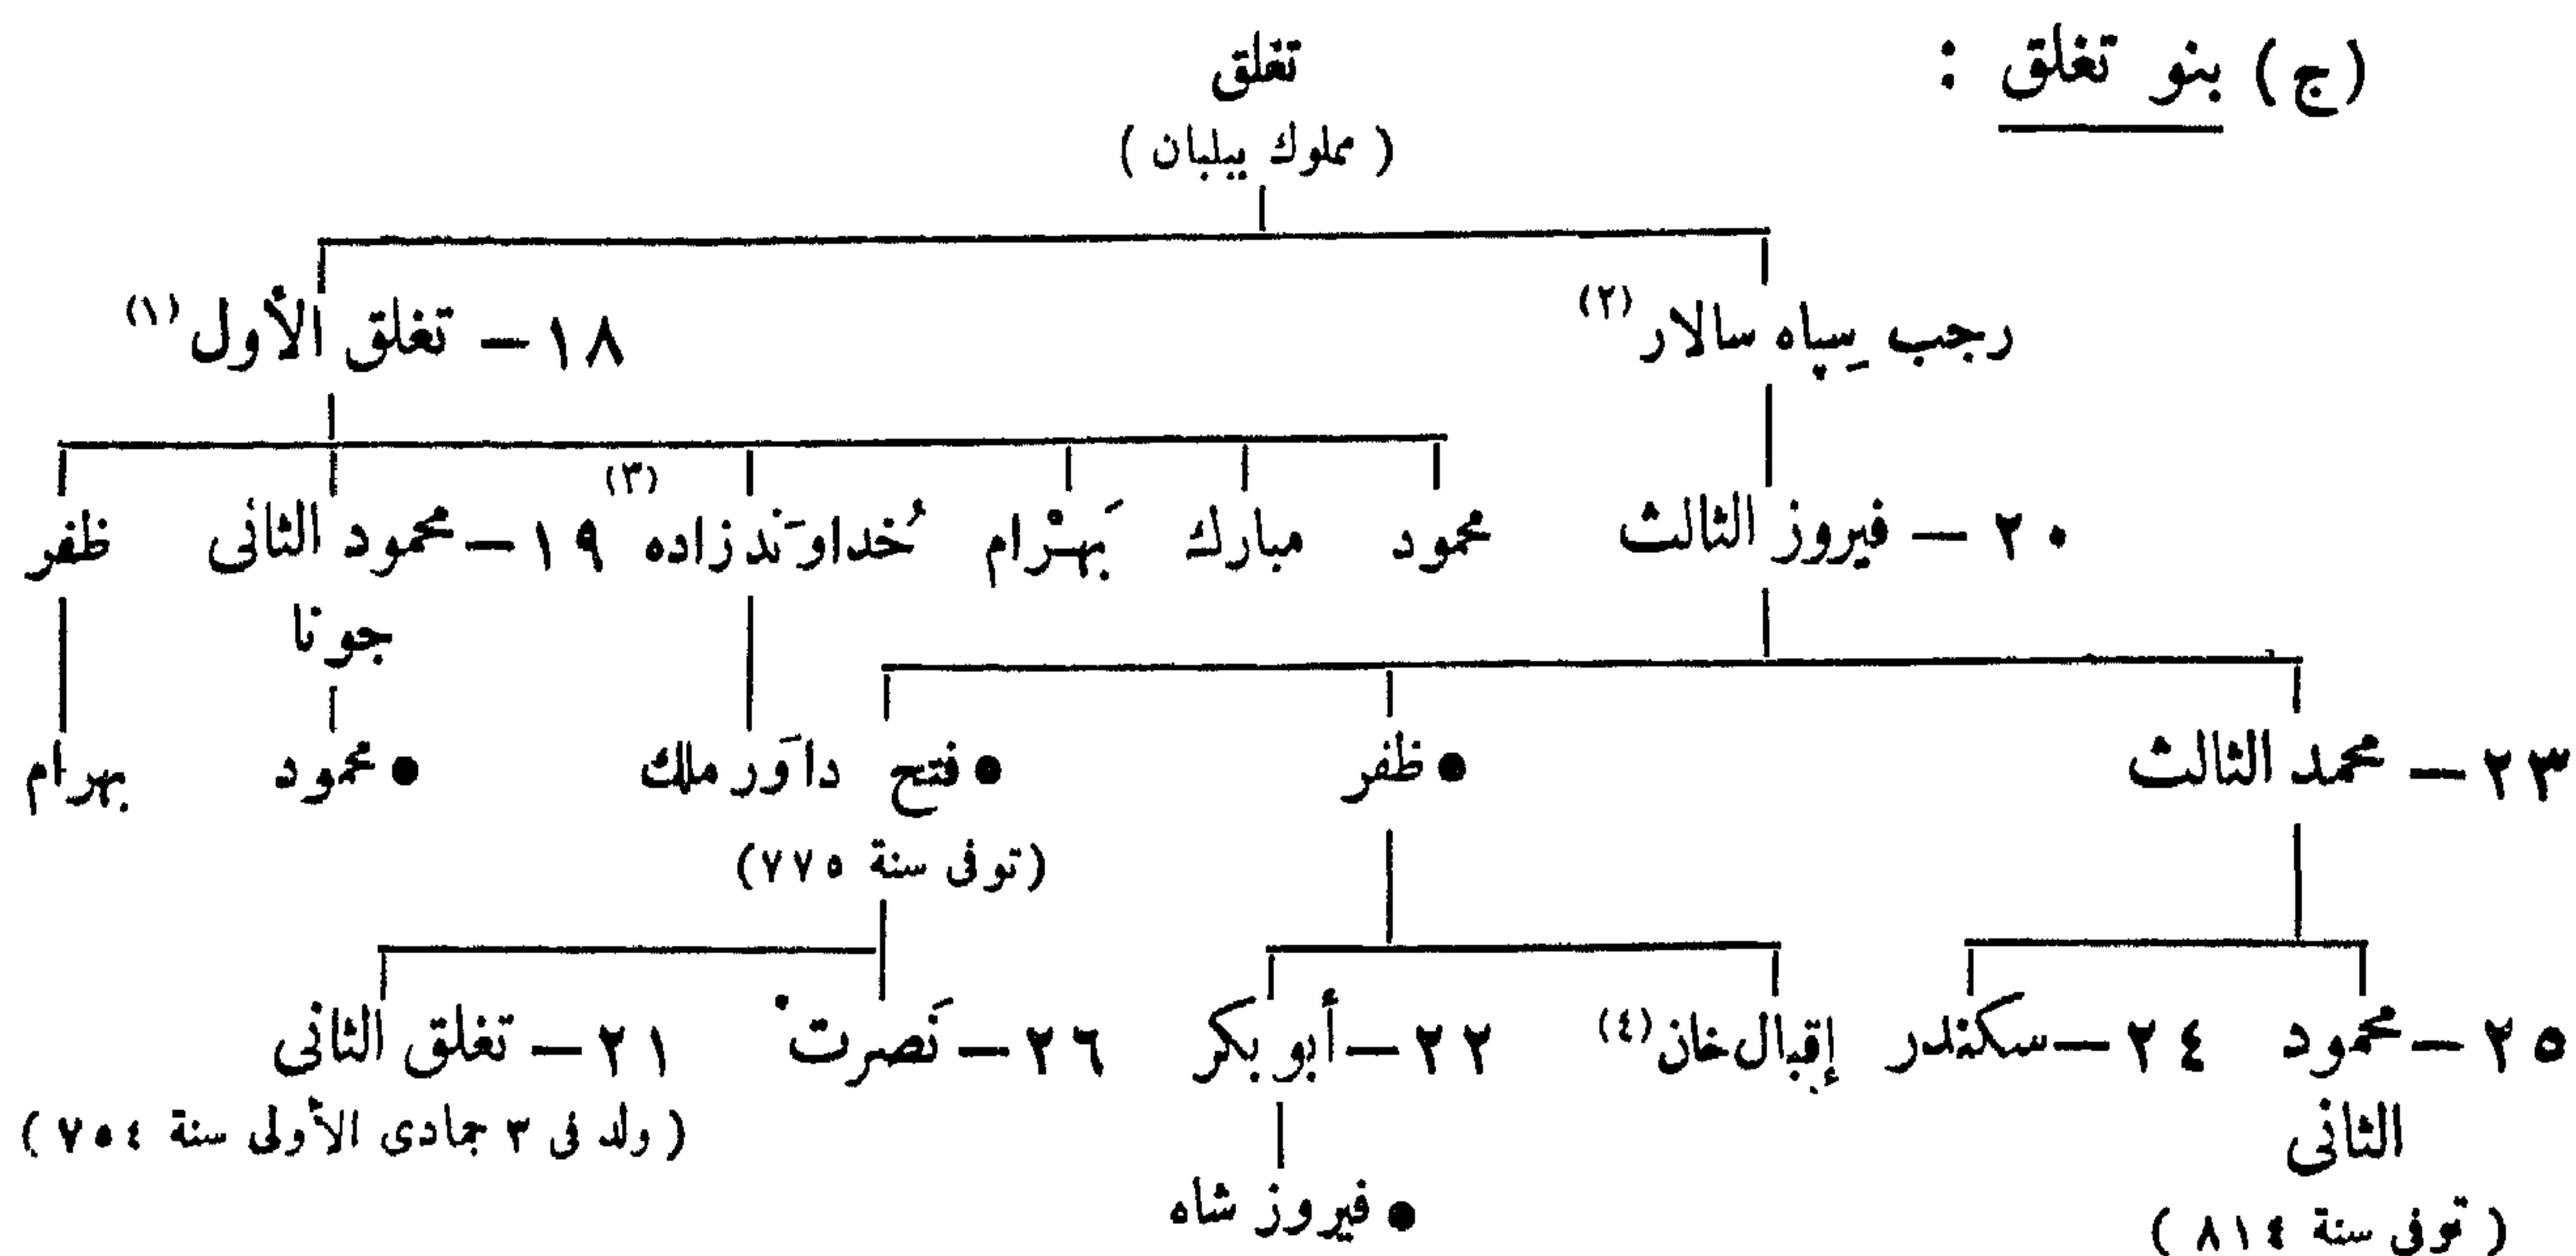 (ج) بنو تغلق :
تغلق
(مملوك ببلبان)
رجب سِپاه سالار (٢) ١٨ – تغلق الأول (١)
٢٠ – فيروز الثالث محمود مبارك بَهْرام خُداوَندزاده (٣) ١٩ – محمود الثانى ظفر
جونا
٢٣ – محمد الثالث • ظفر • فتح داوَر ملك • محمود بهرام
(توفى سنة ٧٧٥)
٢٥ – محمود ٢٤ – سكندر إقبال خان (٤) ٢٢ – أبو بكر ٢٦ – نَصرتْ ٢١ – تغلق الثانى
الثانى (ولد فى ٣ جمادى الأولى سنة ٧٥٤)
(توفى سنة ٨١٤) • فيروز شاه